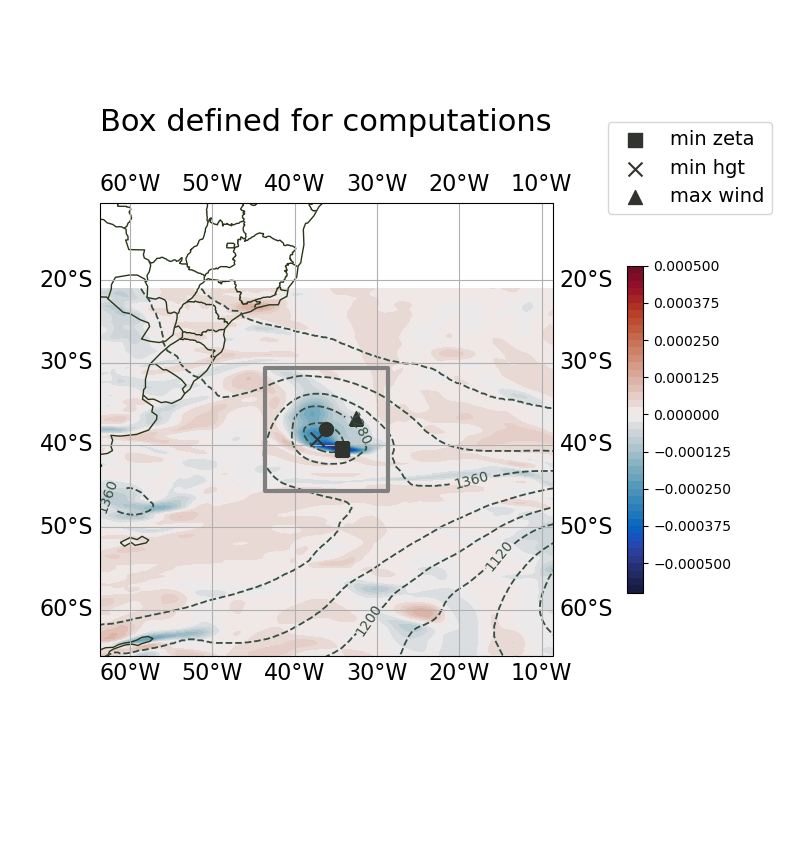 Box defined for computations
min zeta
min hgt
max wind
60°W 50°W 40°W 30°W 20°W 10°W
20°S 20°S
30°S 30°S
40°S 40°S
50°S 50°S
60°S 60°S
60°W 50°W 40°W 30°W 20°W 10°W
80
1360
1360
1120
1200
0.000500
0.000375
0.000250
0.000125
0.000000
−0.000125
−0.000250
−0.000375
−0.000500